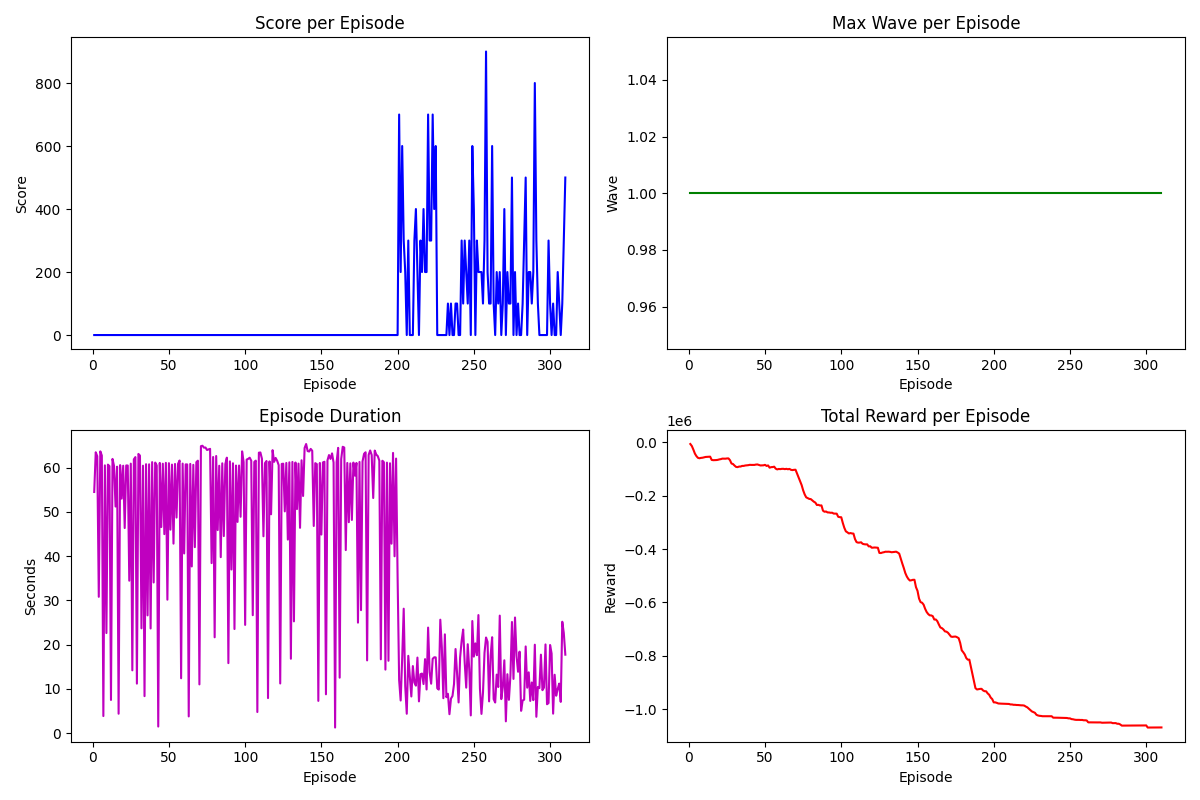 Score per Episode
Score
800
600
400
200
0
0 50 100 150 200 250 300
Episode
Max Wave per Episode
Wave
1.04
1.02
1.00
0.98
0.96
0 50 100 150 200 250 300
Episode
Episode Duration
Seconds
60
50
40
30
20
10
0
0 50 100 150 200 250 300
Episode
Total Reward per Episode
1e6
Reward
0.0
−0.2
−0.4
−0.6
−0.8
−1.0
0 50 100 150 200 250 300
Episode